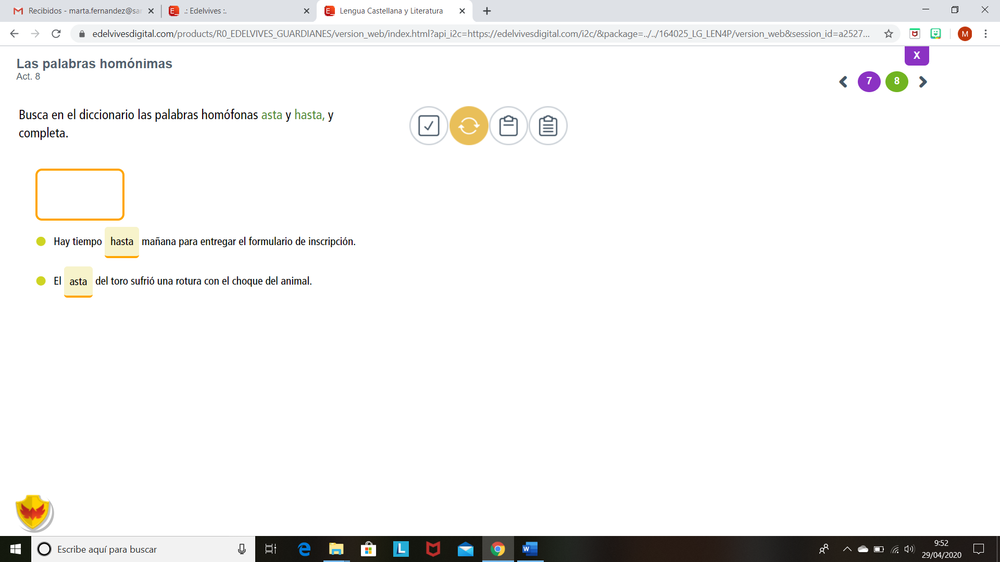 Recibidos - marta.fernandez@sar
.: Edelvives :.
Lengua Castellana y Literatura
edelvivesdigital.com/products/R0_EDELVIVES_GUARDIANES/version_web/index.html?api_i2c=https://edelvivesdigital.com/i2c/&package=../../164025_LG_LEN4P/version_web&session_id=a2527...
M
X
Las palabras homónimas
Act. 8
7 8
Busca en el diccionario las palabras homófonas asta y hasta, y
completa.
Hay tiempo hasta mañana para entregar el formulario de inscripción.
El asta del toro sufrió una rotura con el choque del animal.
Escribe aquí para buscar
9:52
29/04/2020